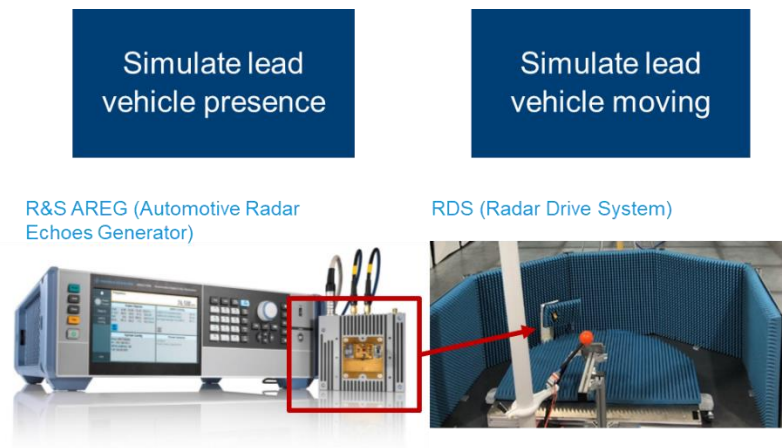 Simulate lead
vehicle presence
Simulate lead
vehicle moving
R&S AREG (Automotive Radar
Echoes Generator)
RDS (Radar Drive System)